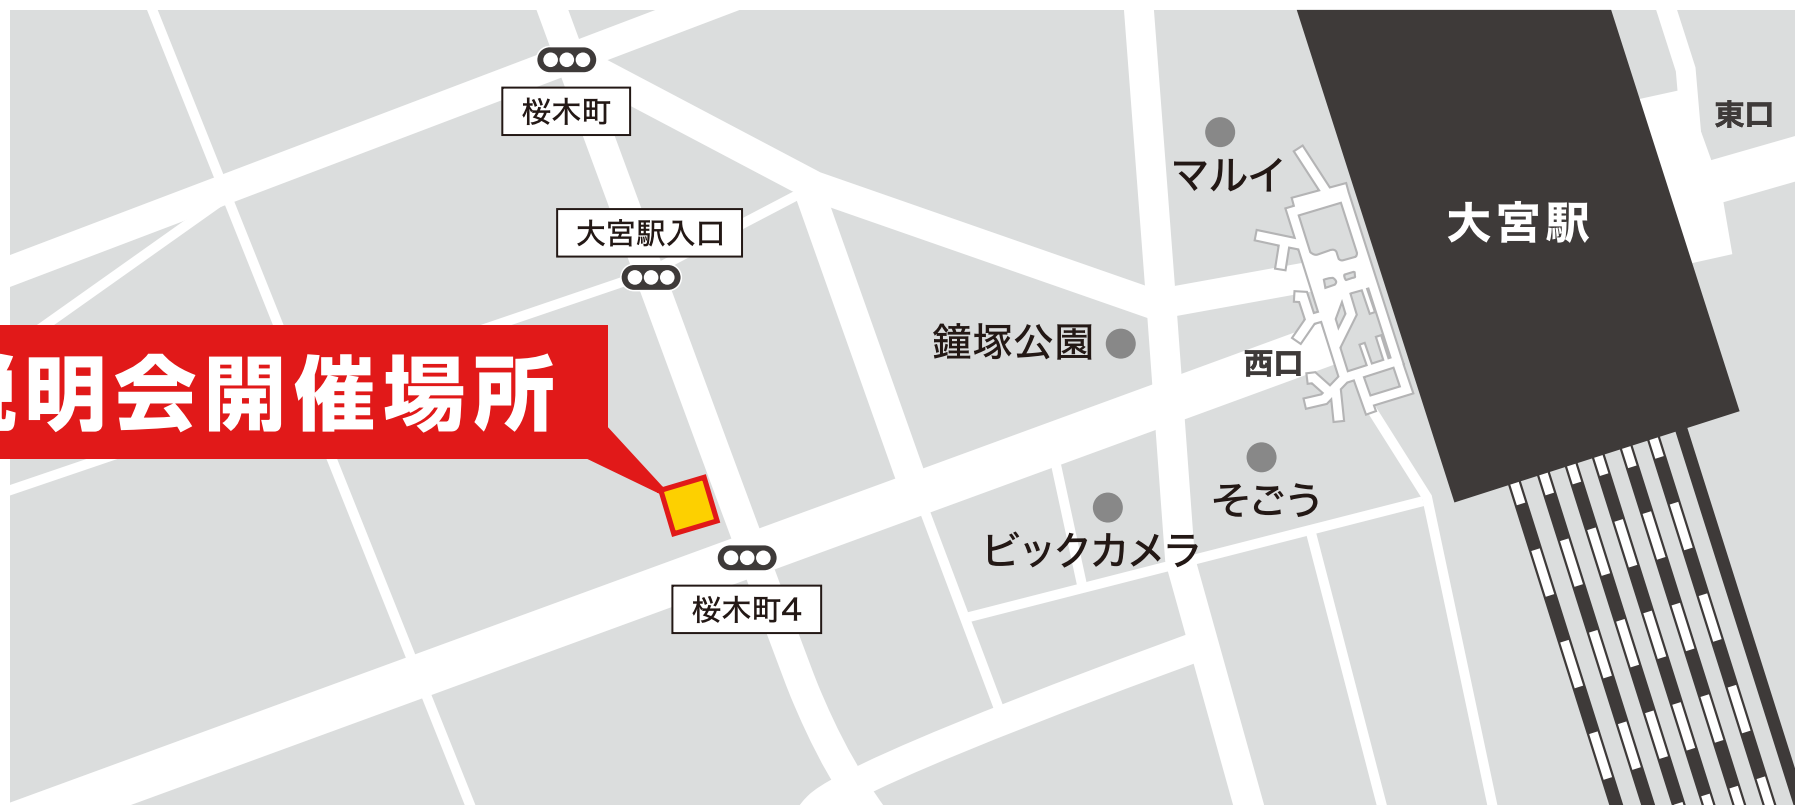 桜木町
東口
マルイ
大宮駅
大宮駅入口
鐘塚公園
西口
説明会開催場所
そごう
ビックカメラ
桜木町4